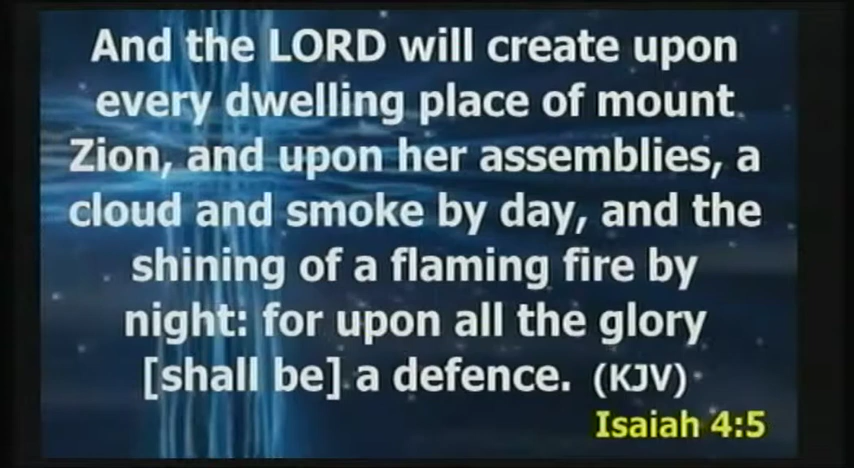 And the LORD will create upon
every dwelling place of mount
Zion, and upon her assemblies, a
cloud and smoke by day, and the
shining of a flaming fire by
night: for upon all the glory
[shall be] a defence. (KJV)
Isaiah 4:5